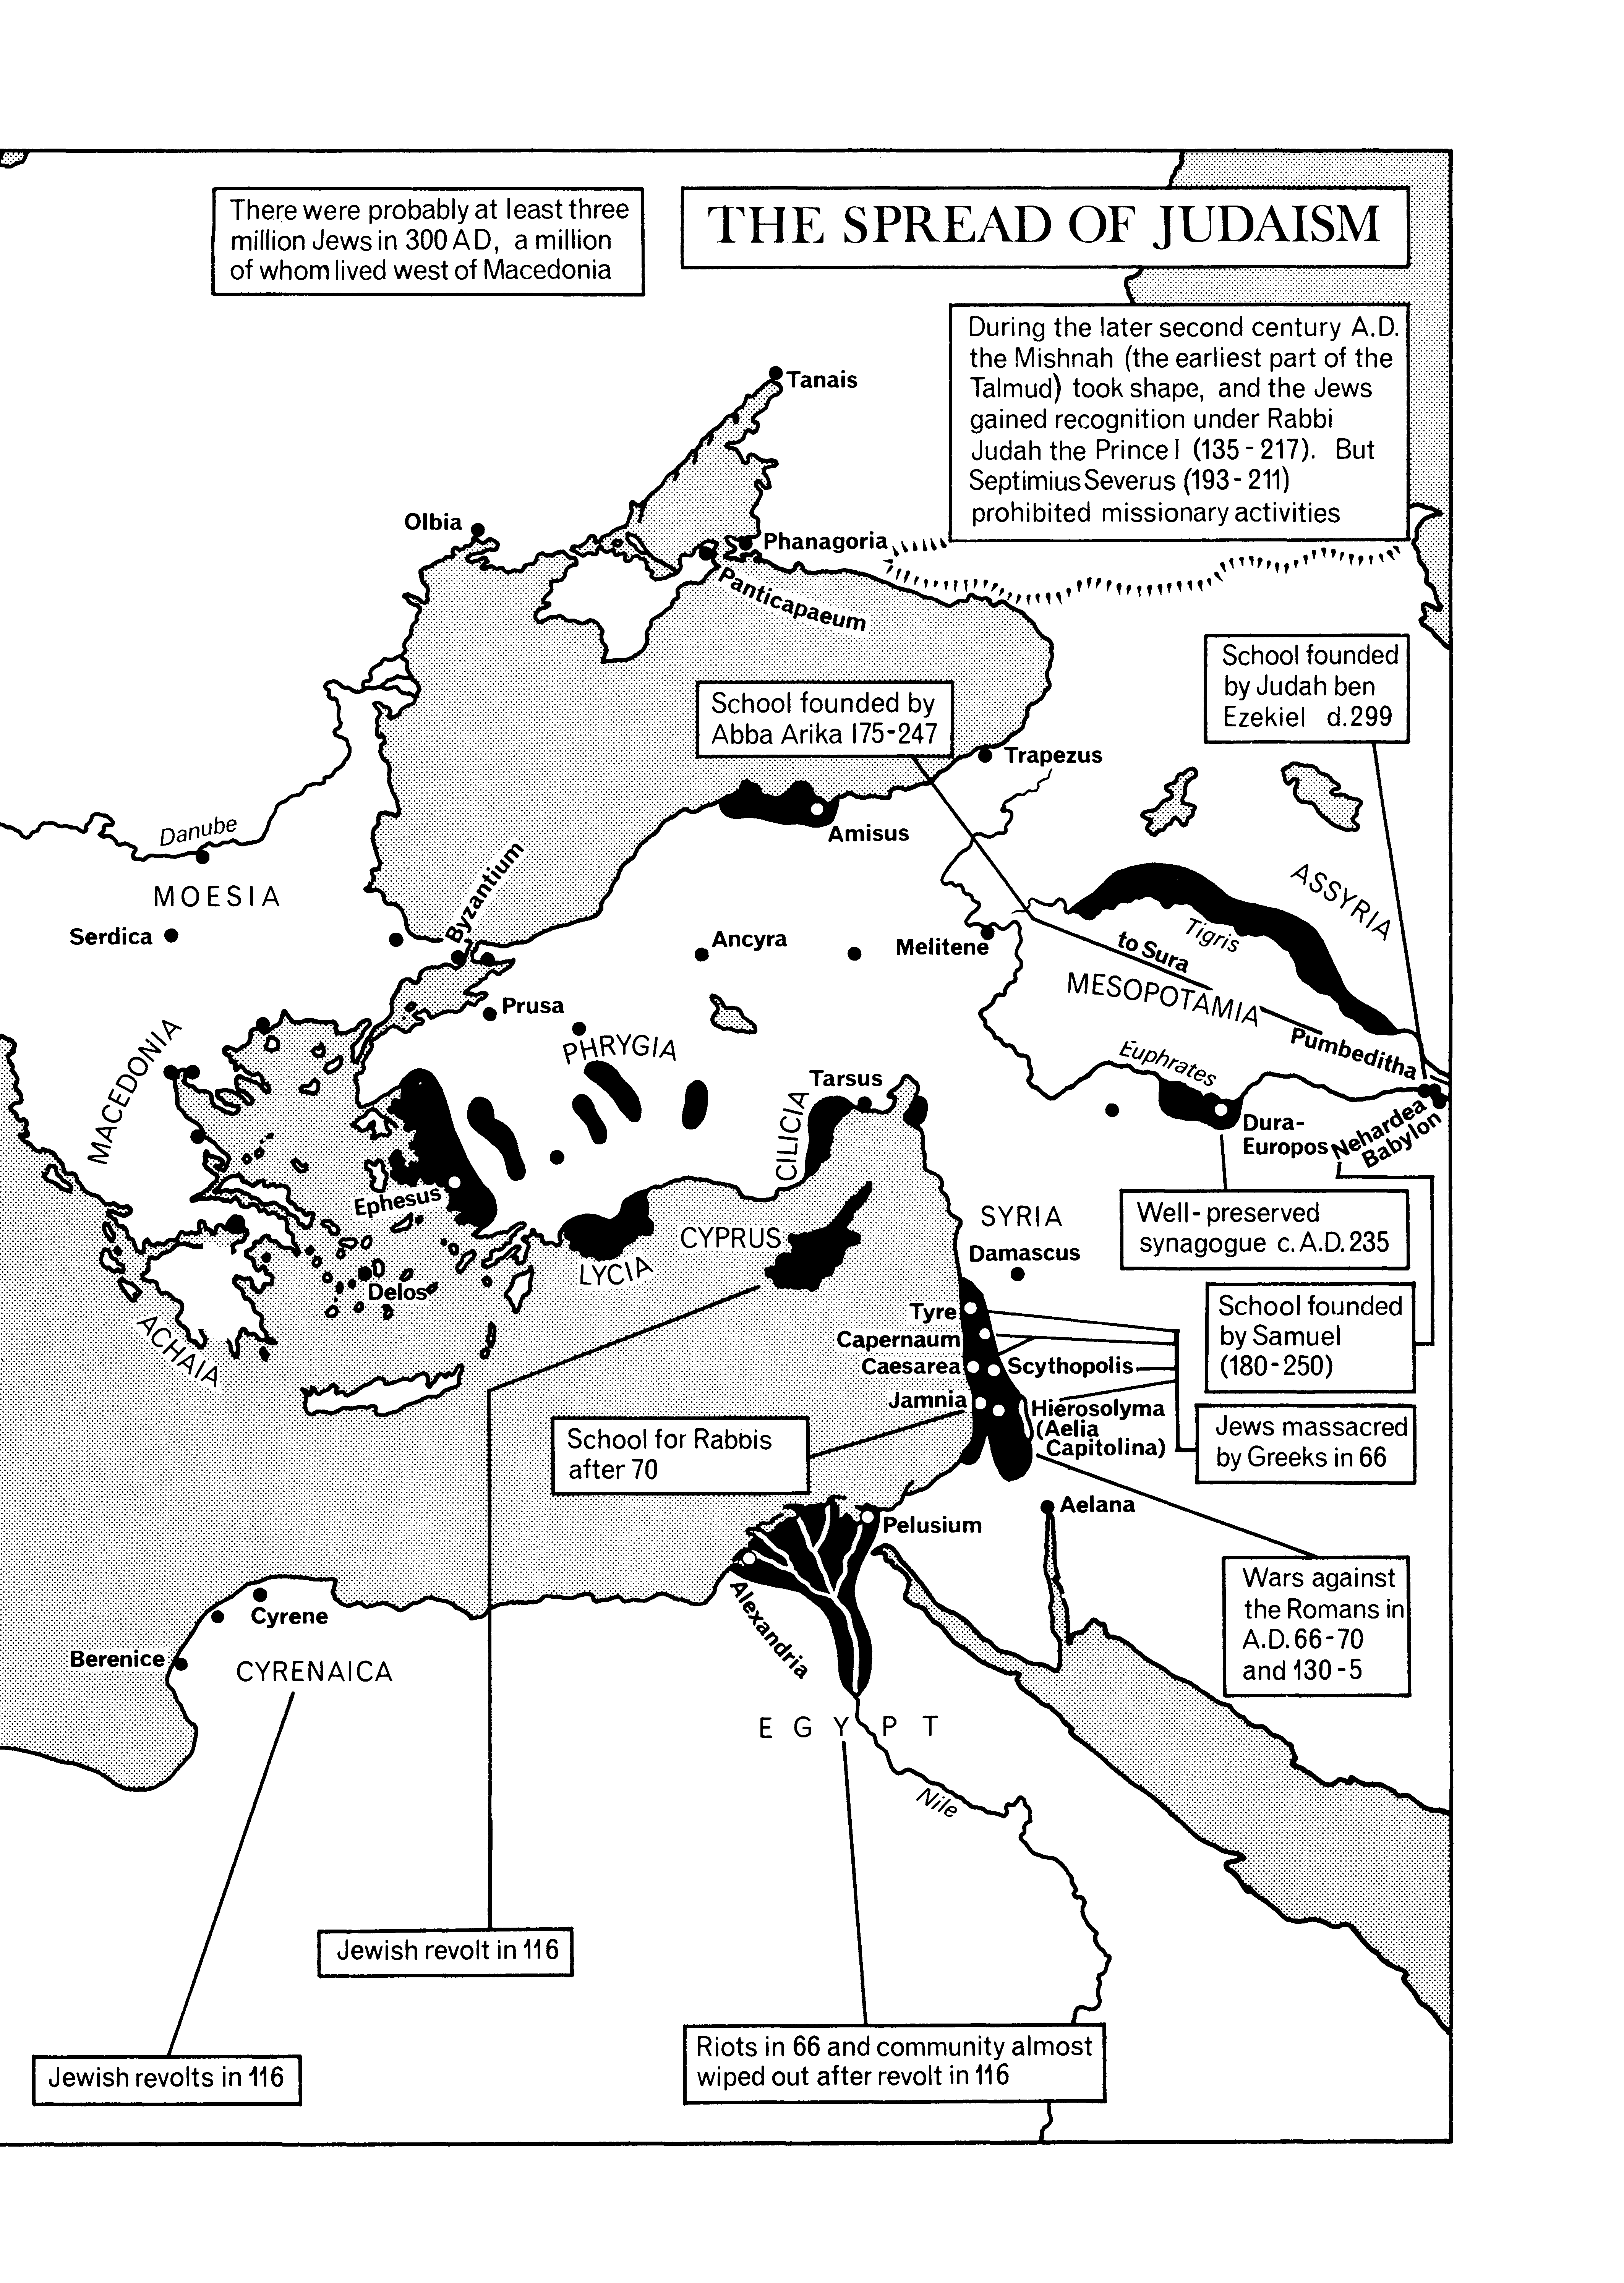 There were probably at least three
million Jews in 300 AD, a million
of whom lived west of Macedonia
THE SPREAD OF JUDAISM
During the later second century A.D.
the Mishnah (the earliest part of the
Talmud) took shape, and the Jews
gained recognition under Rabbi
Judah the Prince I (135-217). But
Septimius Severus (193-211)
prohibited missionary activities
Tanais
Olbia
Phanagoria
Panticapaeum
School founded
by Judah ben
Ezekiel d.299
School founded by
Abba Arika 175-247
Trapezus
Amisus
Danube
MOESIA
Byzantium
Serdica
Ancyra
Melitene
ASSYRIA
Tigris
to Sura
MESOPOTAMIA
Prusa
PHRYGIA
MACEDONIA
Pumbeditha
Euphrates
Tarsus
CILICIA
Dura-
Europos
Nehardea
Babylon
Ephesus
CYPRUS
LYCIA
SYRIA
Damascus
Well-preserved
synagogue c.A.D.235
Delos
ACHAIA
Tyre
Capernaum
Caesarea
Scythopolis
Jamnia
Hierosolyma
(Aelia
Capitolina)
School founded
by Samuel
(180-250)
Jews massacred
by Greeks in 66
School for Rabbis
after 70
Aelana
Pelusium
Alexandria
Wars against
the Romans in
A.D.66-70
and 130-5
Cyrene
Berenice
CYRENAICA
EGYPT
Nile
Jewish revolt in 116
Jewish revolts in 116
Riots in 66 and community almost
wiped out after revolt in 116